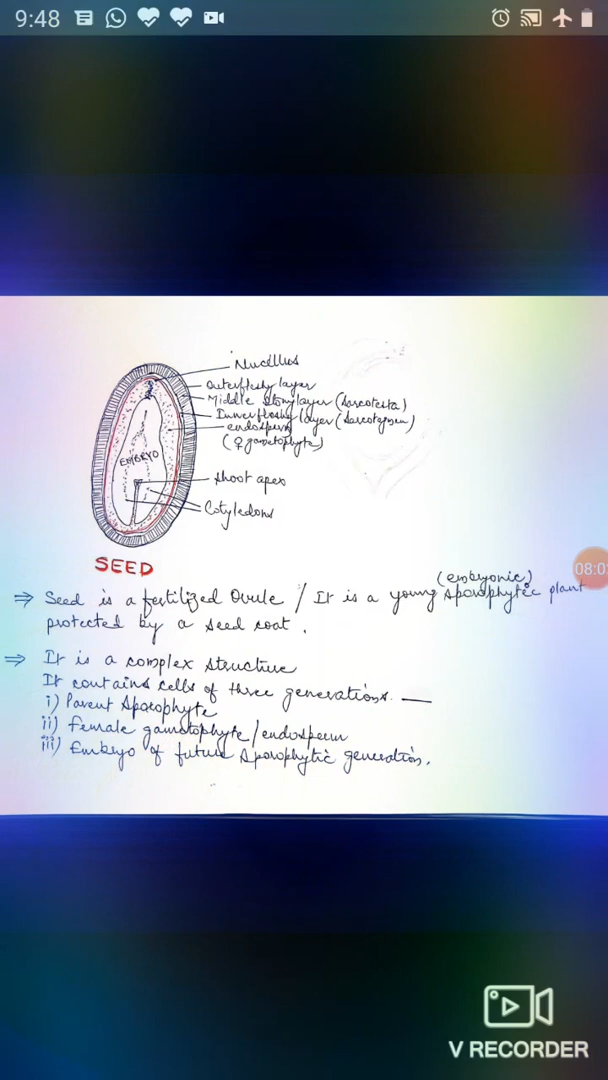 9:48
Nucellus
Outerfleshy layer
Middle stony layer (Sarcotesta)
Inner fleshy layer
endosperm
(♀ gametophyte)
EMBRYO
Shoot apex
Cotyledons
SEED
08:0
(embryonic)
⇒ Seed is a fertilized Ovule / It is a young Sporophytic plant
protected by a seed coat.
⇒ It is a complex structure
It contains cells of three generations. —
i) Parent Sporophyte
ii) Female gametophyte/endosperm
iii) Embryo of future Sporophytic generation.
V RECORDER